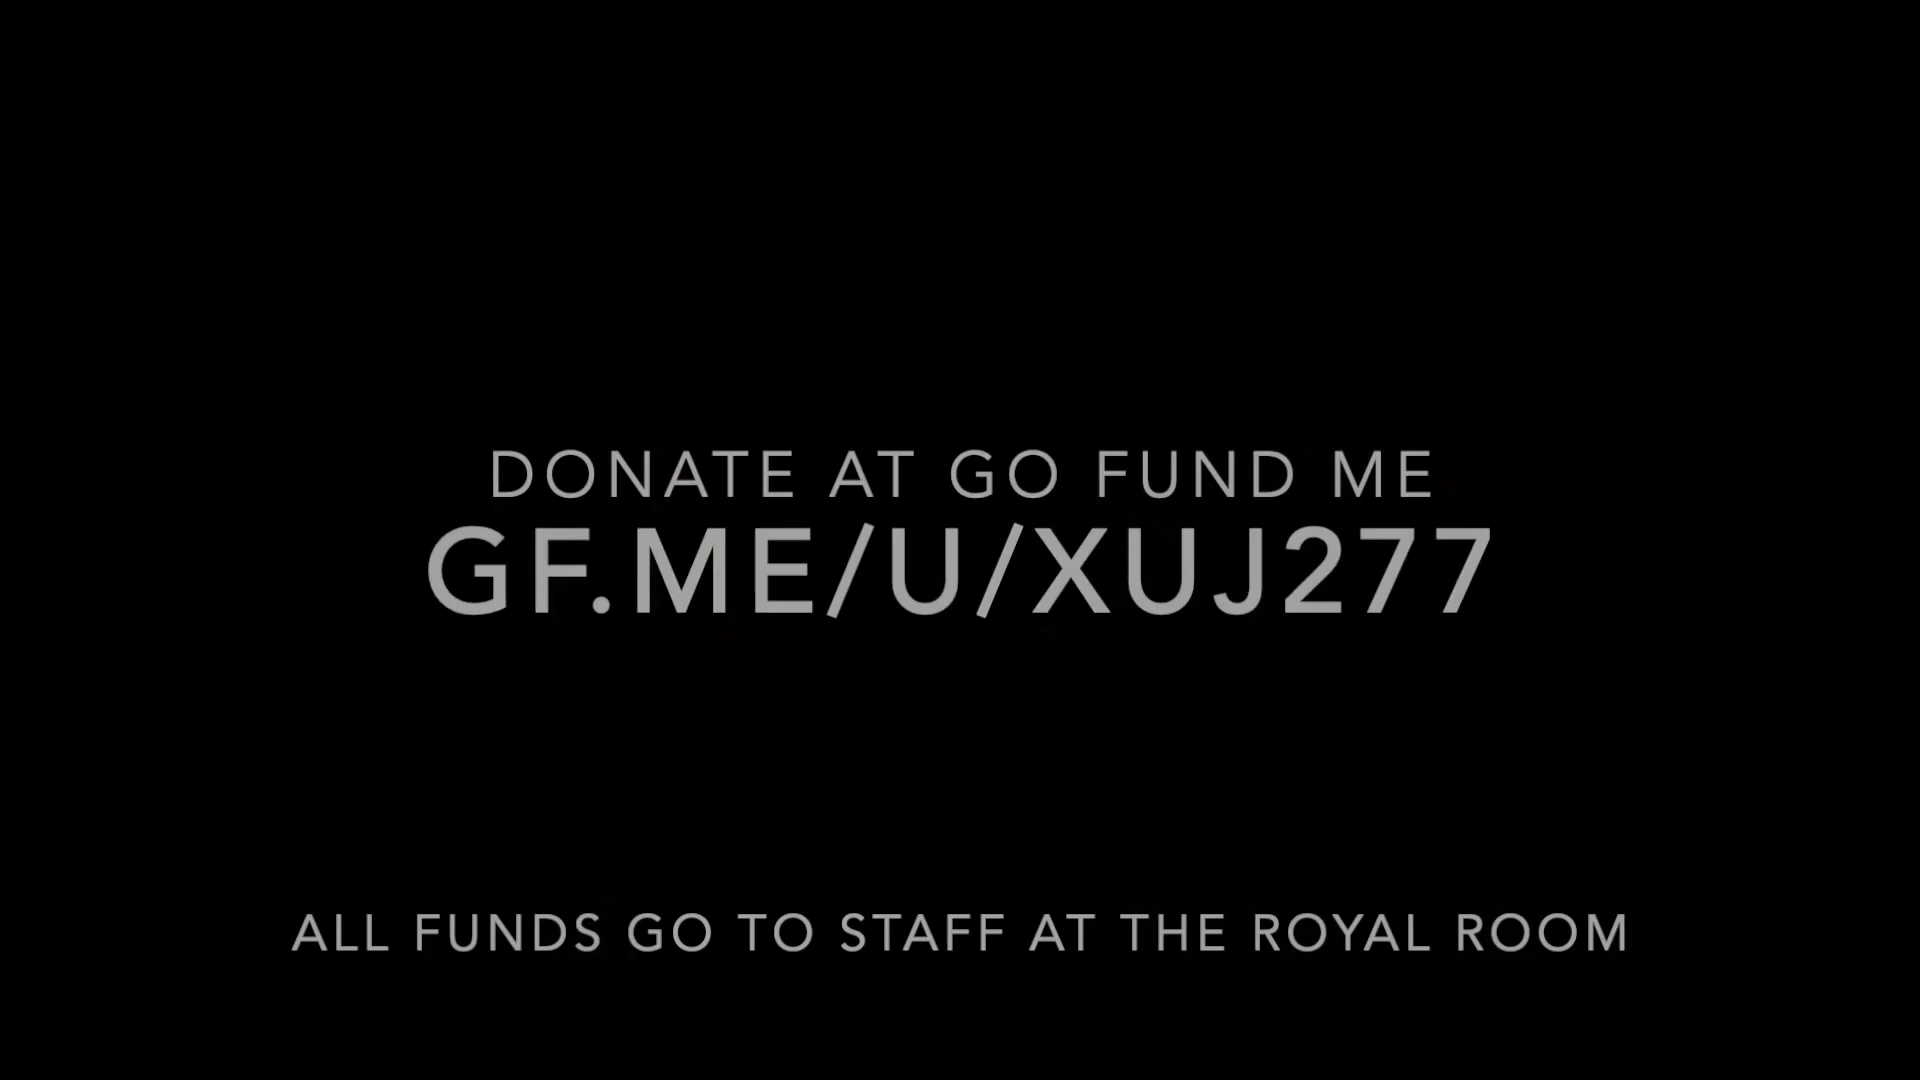 DONATE AT GO FUND ME
GF.ME/U/XUJ277
ALL FUNDS GO TO STAFF AT THE ROYAL ROOM